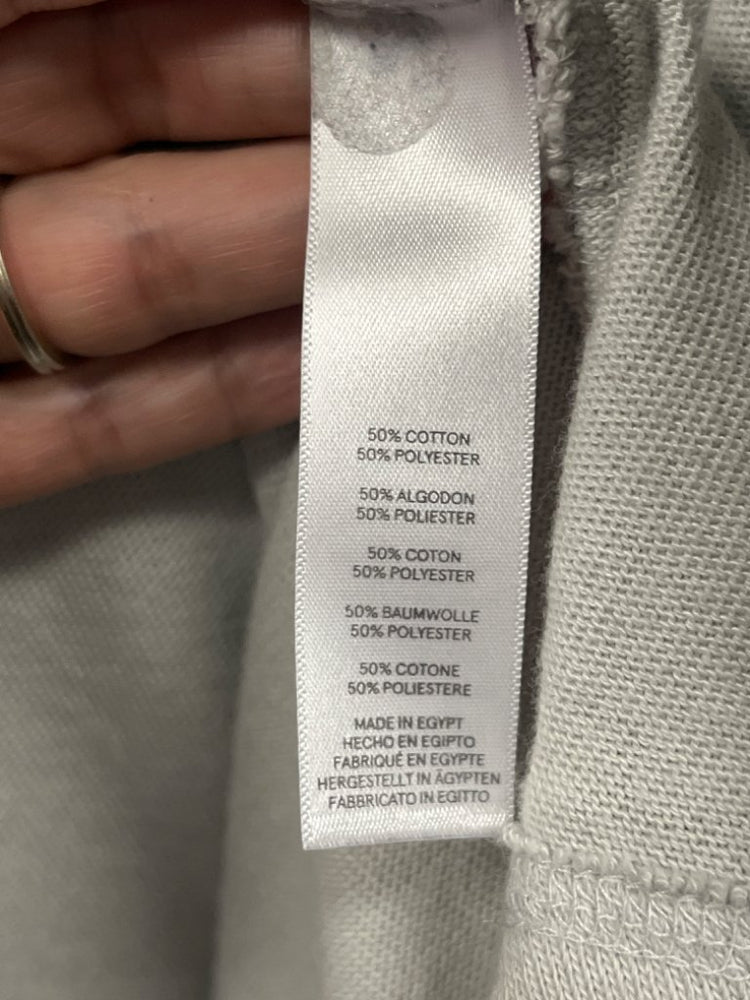 50% COTTON
50% POLYESTER
50% ALGODON
50% POLIESTER
50% COTON
50% POLYESTER
50% BAUMWOLLE
50% POLYESTER
50% COTONE
50% POLIESTERE
MADE IN EGYPT
HECHO EN EGIPTO
FABRIQUÉ EN EGYPTE
HERGESTELLT IN ÄGYPTEN
FABBRICATO IN EGITTO